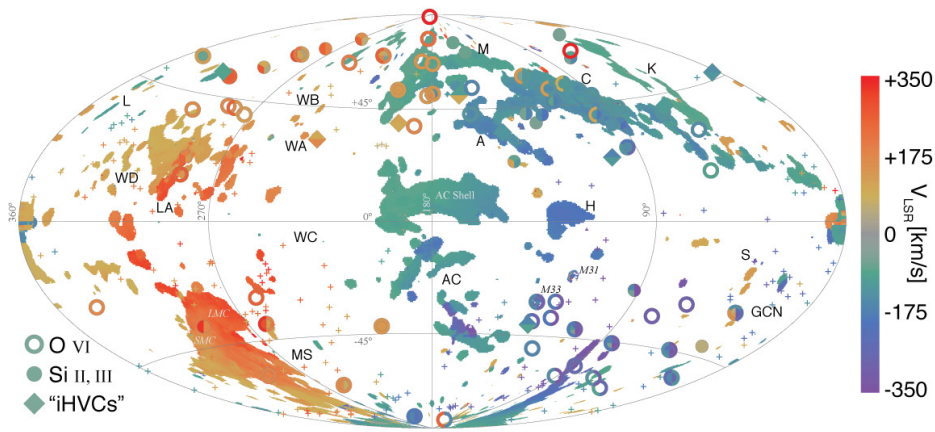 M
K
C
L
WB
+45°
WA
A
WD
LA
AC Shell
H
360°
270°
0°
180°
90°
WC
S
M31
AC
M33
GCN
LMC
SMC
-45°
MS
O VI
Si II, III
"iHVCs"
+350
+175
0
-175
-350
V LSR [km/s]